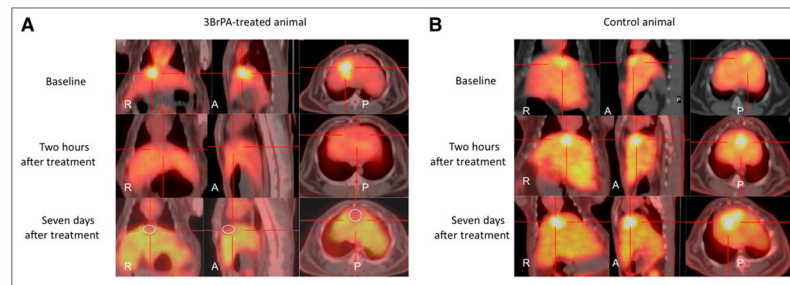 A
3BrPA-treated animal
Baseline
R
A
P
Two hours
after treatment
R
A
Seven days
after treatment
R
A
P
B
Control animal
Baseline
R
A
P
Two hours
after treatment
R
A
Seven days
after treatment
R
A
P